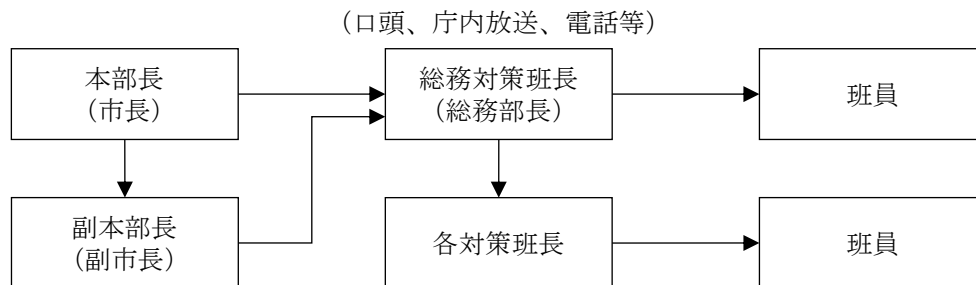 （口頭、庁内放送、電話等）
本部長
（市長）
総務対策班長
（総務部長）
班員
副本部長
（副市長）
各対策班長
班員